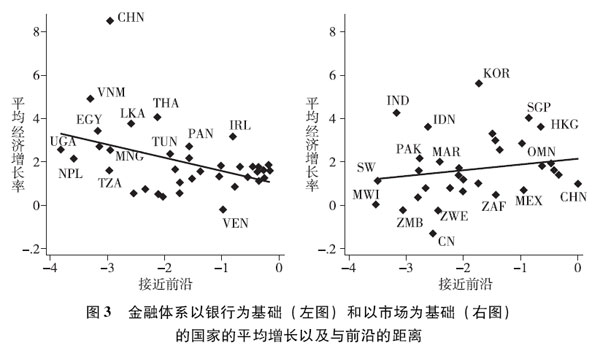 平均经济增长率
8
6
4
2
0
-.2
CHN
VNM
THA
LKA
EGY
IRL
PAN
TUN
UGA
MNG
NPL
TZA
VEN
-4 -3 -2 -1 0
接近前沿
平均经济增长率
8
6
4
2
0
-.2
KOR
IND
SGP
IDN
HKG
PAK
MAR
OMN
SW
MWI
ZMB
ZWE
ZAF
MEX
CHN
CN
-4 -3 -2 -1 0
接近前沿
图3 金融体系以银行为基础（左图）和以市场为基础（右图）
的国家的平均增长以及与前沿的距离